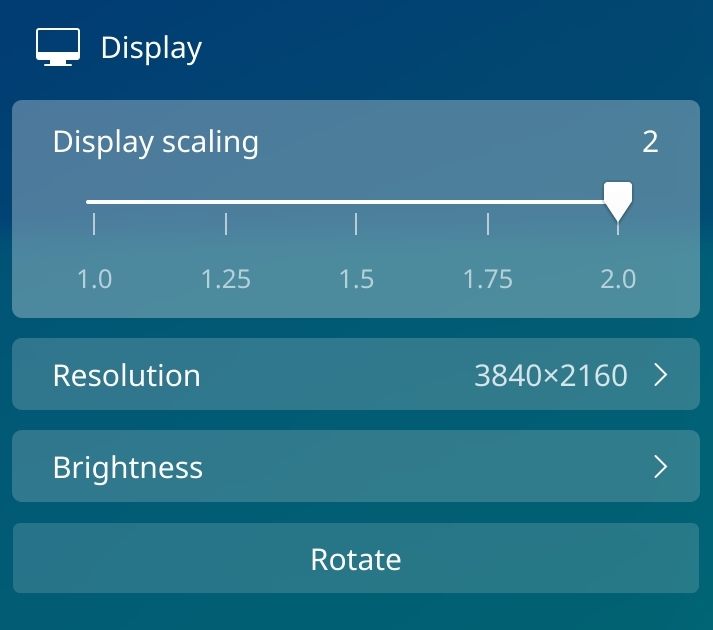 Display
Display scaling 2
1.0 1.25 1.5 1.75 2.0
Resolution 3840×2160
Brightness
Rotate